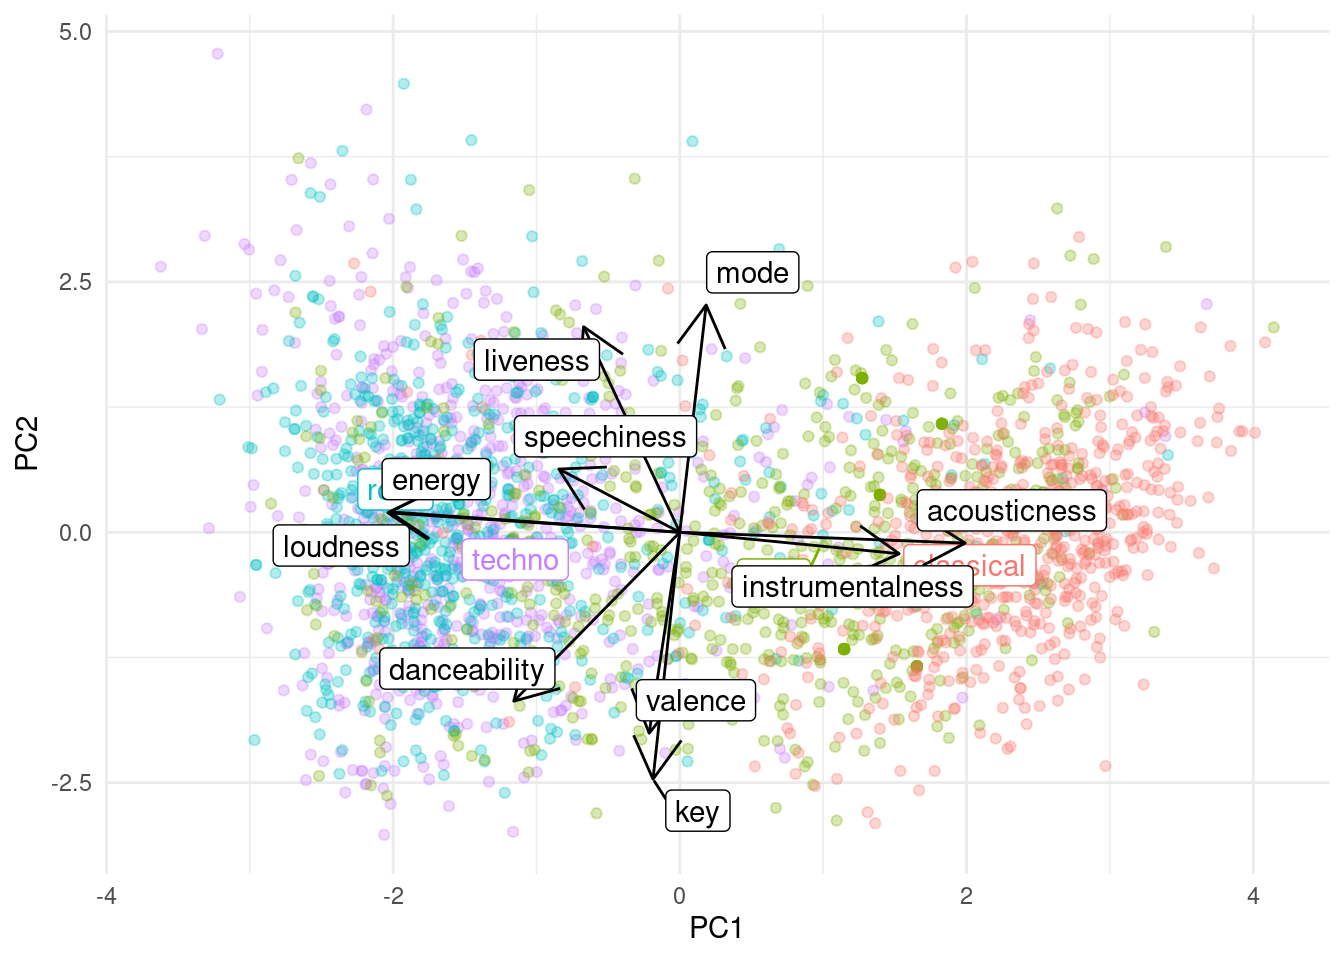 5.0
2.5
0.0
-2.5
PC2
mode
liveness
speechiness
energy
acousticness
loudness
techno
instrumentalness
danceability
valence
key
-4
-2
0
2
4
PC1